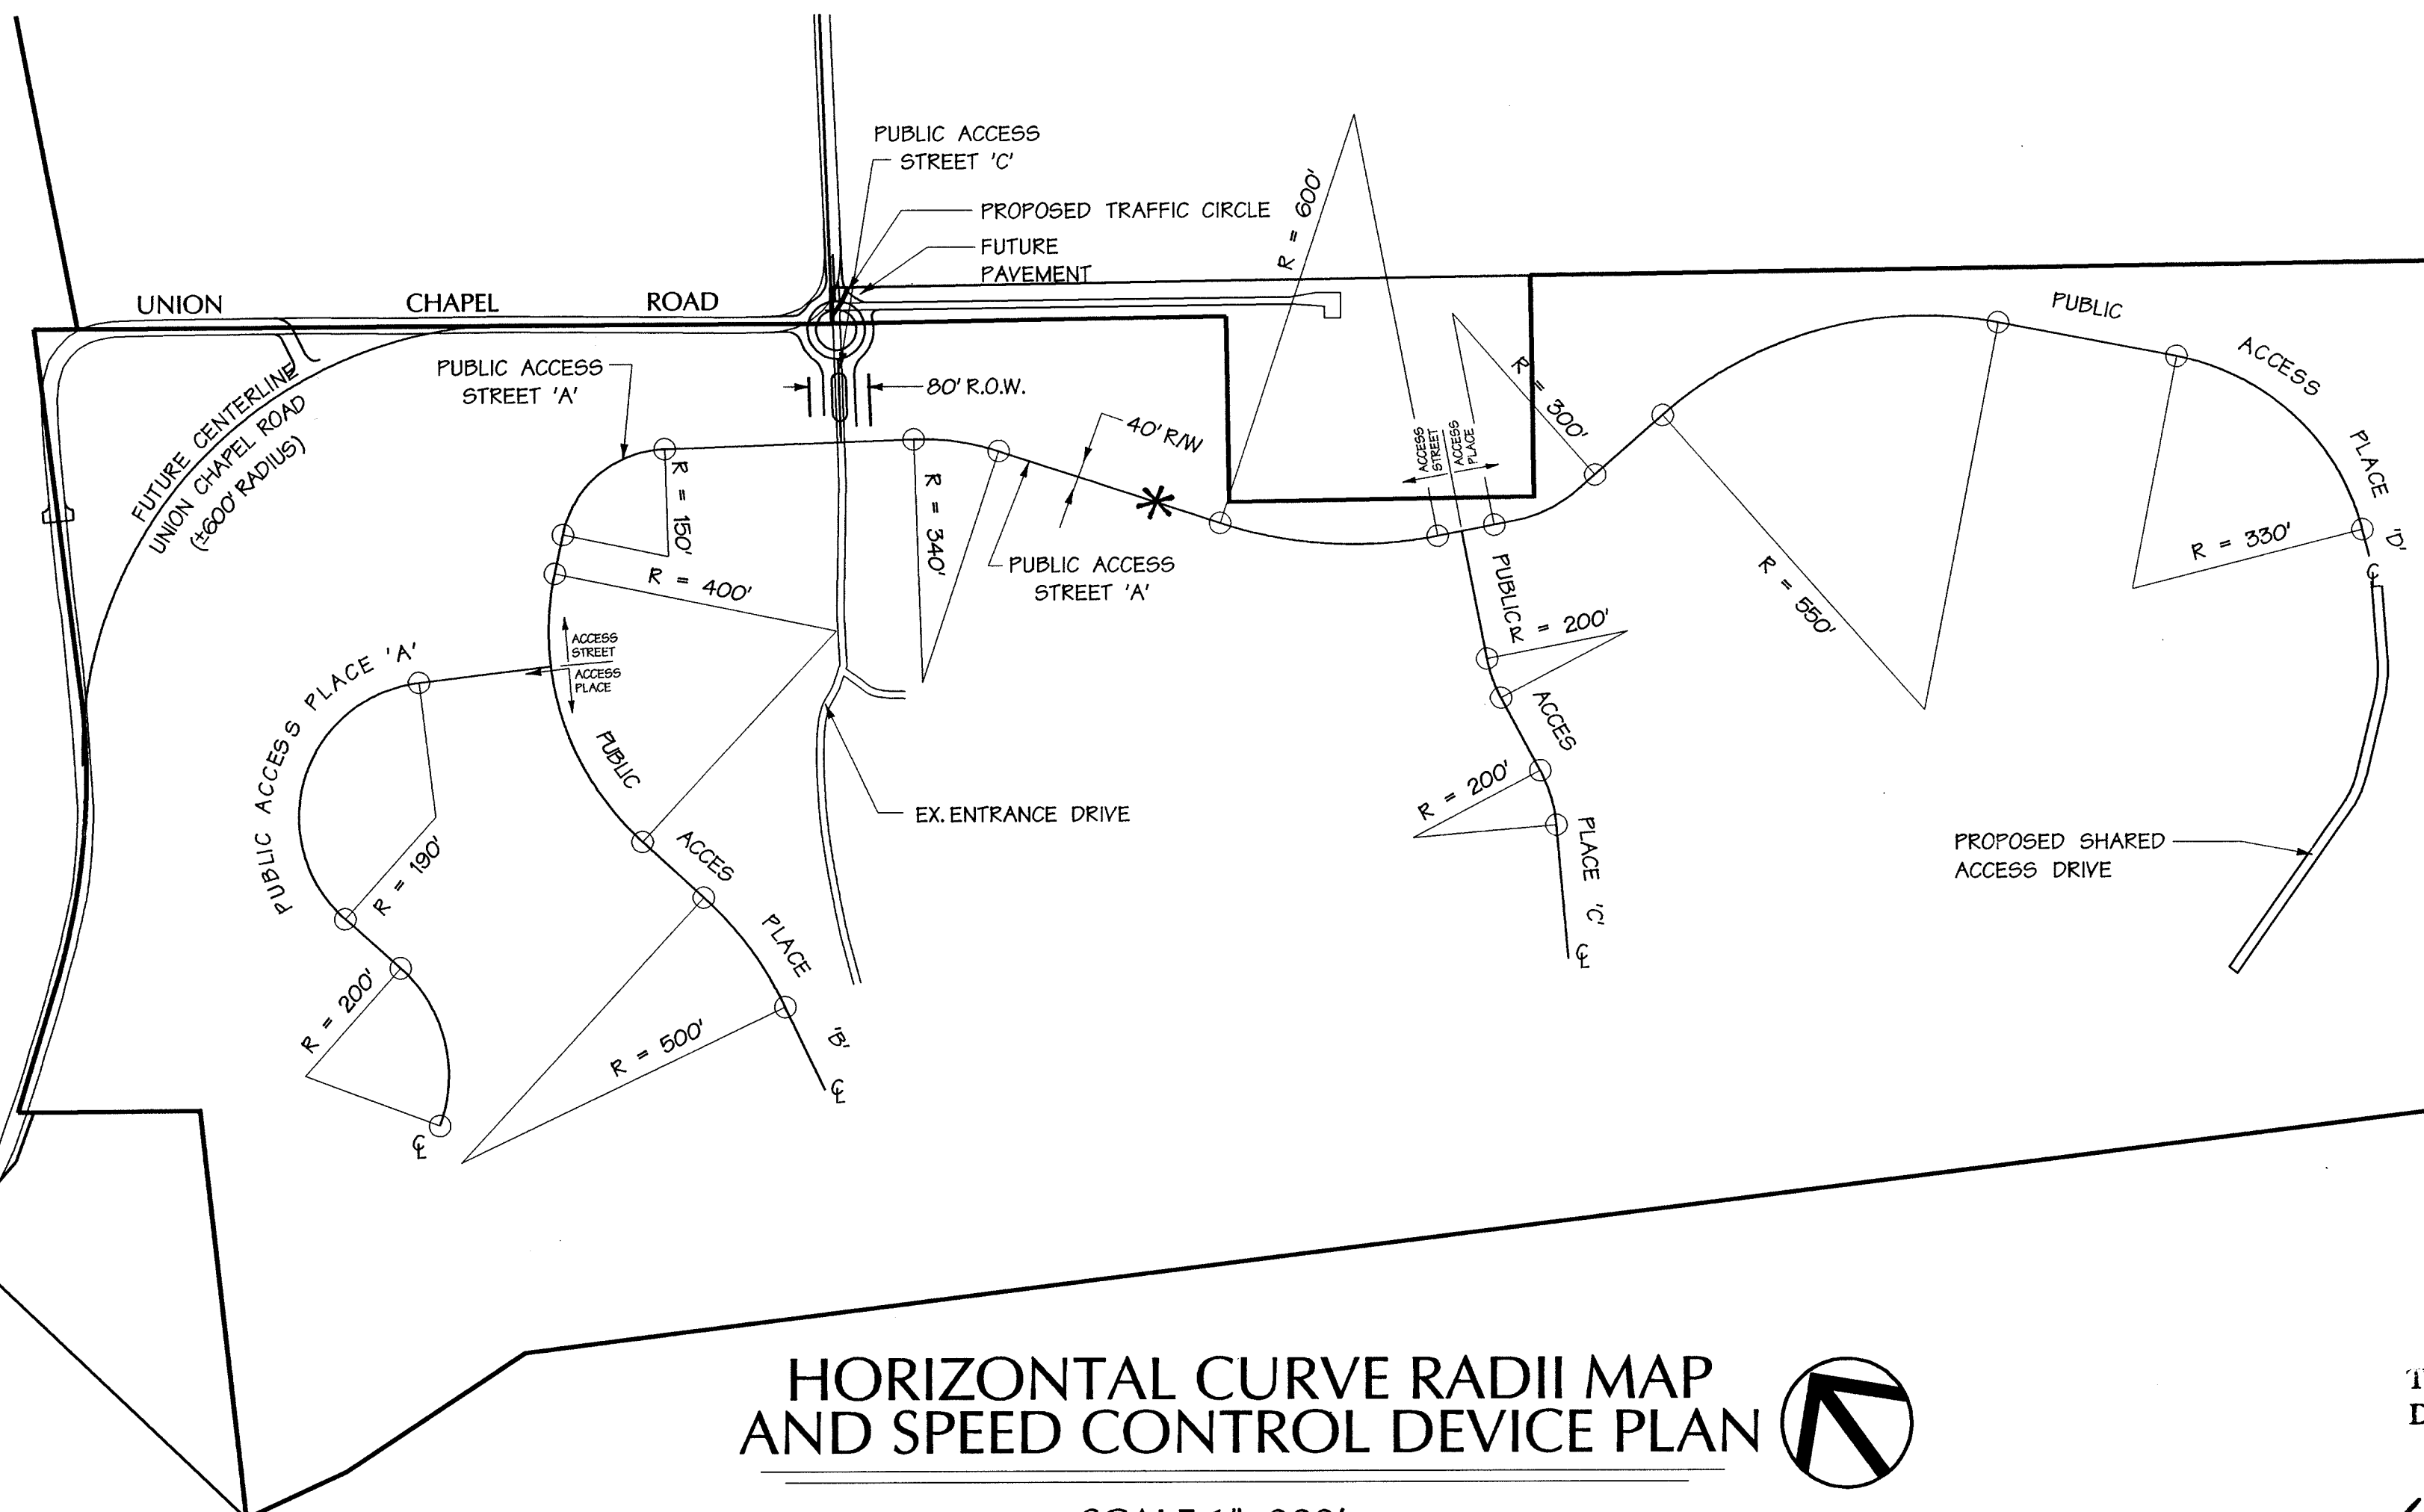 PUBLIC ACCESS
STREET 'C'
PROPOSED TRAFFIC CIRCLE
FUTURE
PAVEMENT
UNION CHAPEL ROAD
FUTURE CENTERLINE
UNION CHAPEL ROAD
(±600' RADIUS)
PUBLIC ACCESS
STREET 'A'
80' R.O.W.
40' R/W
R = 600'
R = 150'
R = 400'
R = 340'
PUBLIC ACCESS
STREET 'A'
ACCESS
STREET
ACCESS
PLACE
R = 300'
PUBLIC ACCESS PLACE 'D'
R = 330'
℄
R = 550'
PUBLIC ACCES PLACE 'C'
R = 200'
R = 200'
℄
PROPOSED SHARED
ACCESS DRIVE
ACCESS
STREET
ACCESS
PLACE
PUBLIC ACCESS PLACE 'A'
R = 190'
R = 200'
℄
PUBLIC ACCES PLACE 'B'
R = 500'
℄
EX. ENTRANCE DRIVE
HORIZONTAL CURVE RADII MAP
AND SPEED CONTROL DEVICE PLAN